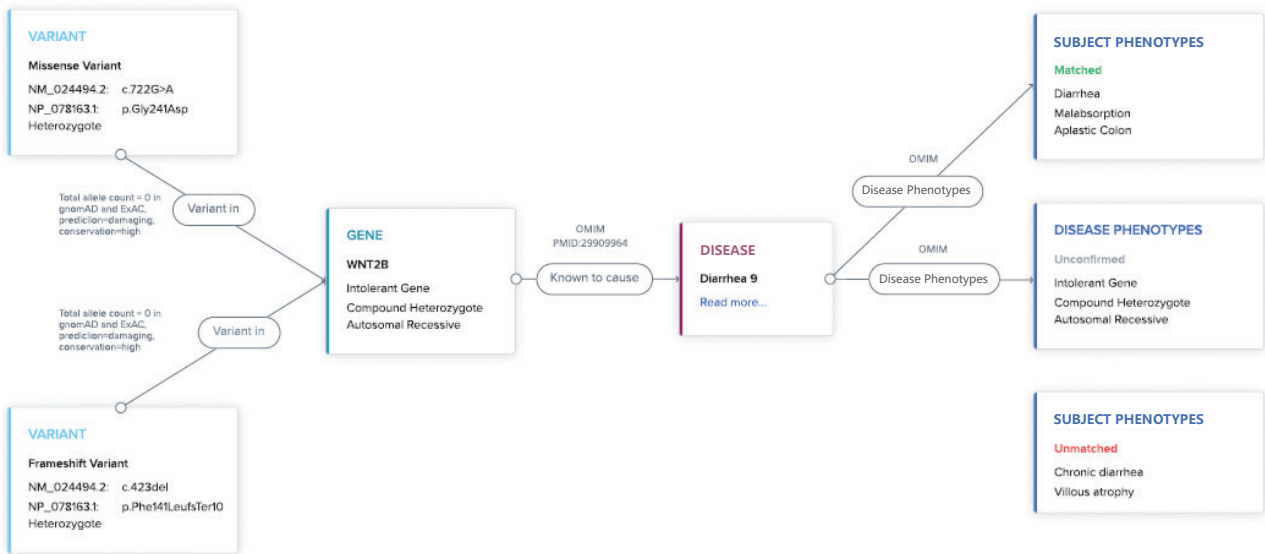 VARIANT
Missense Variant
NM_024494.2: c.722G>A
NP_078163.1: p.Gly241Asp
Heterozygote
Total allele count = 0 in
gnomAD and ExAC,
prediction=damaging,
conservation=high
Variant in
GENE
WNT2B
Intolerant Gene
Compound Heterozygote
Autosomal Recessive
Total allele count = 0 in
gnomAD and ExAC,
prediction=damaging,
conservation=high
Variant in
VARIANT
Frameshift Variant
NM_024494.2: c.423del
NP_078163.1: p.Phe141LeufsTer10
Heterozygote
OMIM
PMID:29909964
Known to cause
DISEASE
Diarrhea 9
Read more...
OMIM
Disease Phenotypes
OMIM
Disease Phenotypes
SUBJECT PHENOTYPES
Matched
Diarrhea
Malabsorption
Aplastic Colon
DISEASE PHENOTYPES
Unconfirmed
Intolerant Gene
Compound Heterozygote
Autosomal Recessive
SUBJECT PHENOTYPES
Unmatched
Chronic diarrhea
Villous atrophy